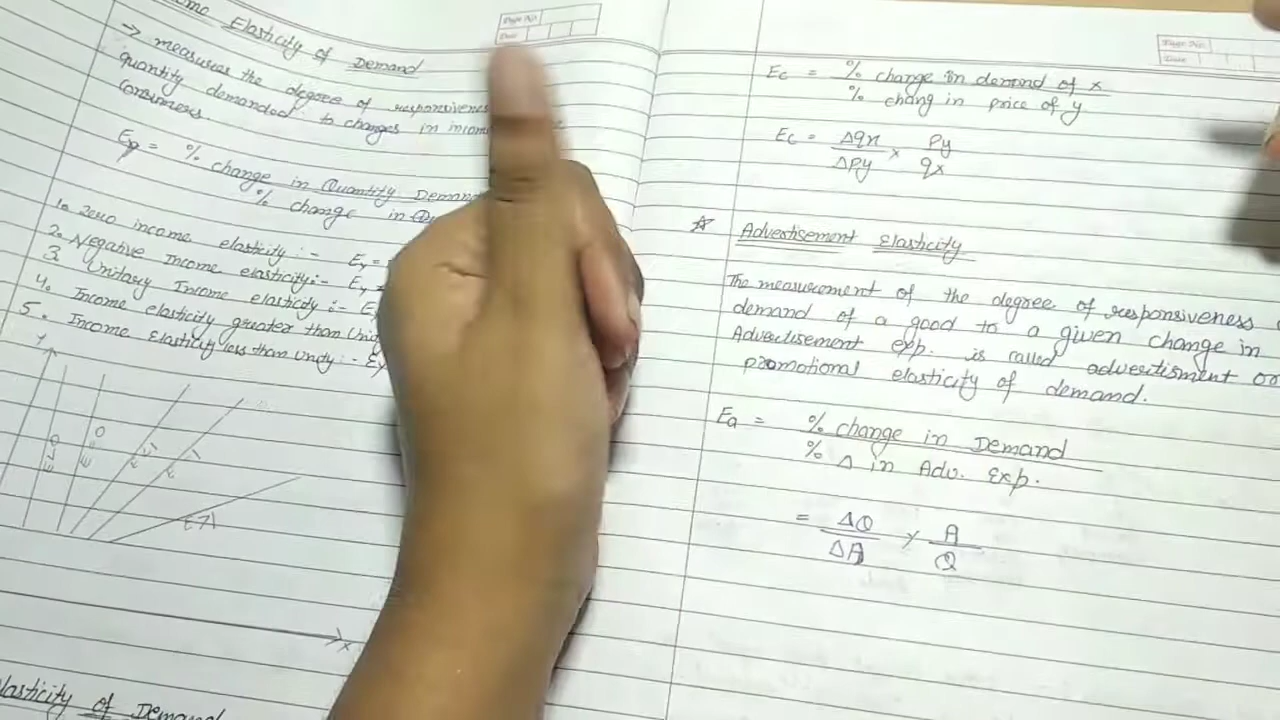 Elasticity of Demand
→ measures the degree of responsiveness
quantity demanded to changes in
consumers
= % change in Quantity
% change in
1. Zero income elasticity :- Ey =
2. Negative Income elasticity :- Ey
3. Unitary Income elasticity :-
4. Income elasticity greater than
5. Income Elasticity less than unity :-
Y
X
Elasticity of Demand
Page No.
Date
Ec = % change in demand of x
% chang in price of y
Ec = Δqx / ΔPy × Py / qx
☆ Advertisement Elasticity
The measurement of the degree of responsiveness
demand of a good to a given change in
Advertisement exp. is called advertisment or
promotional elasticity of demand.
Ea = % change in Demand
% Δ in Adv. Exp.
= ΔQ / ΔA × A / Q
Page No.
Date